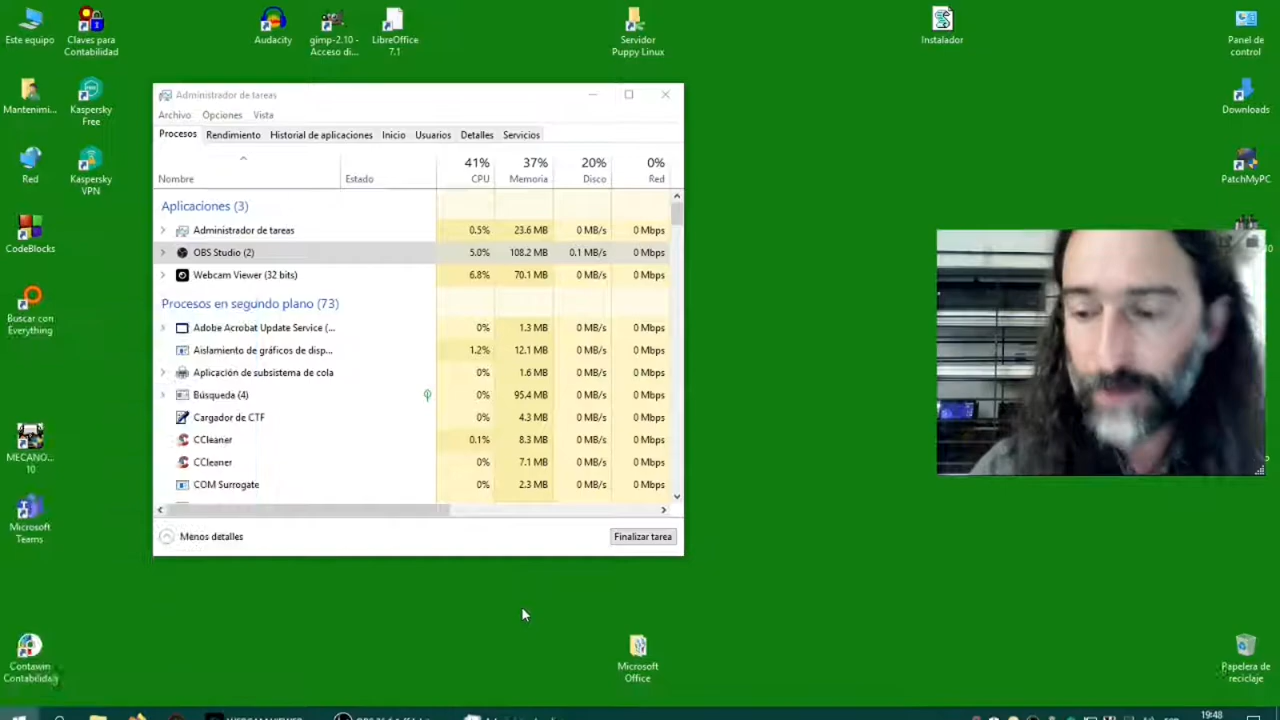 Este equipo
Claves para
Contabilidad
Audacity
gimp-2.10 -
Acceso di...
LibreOffice
7.1
Servidor
Puppy Linux
Instalador
Panel de
control
Mantenimi...
Kaspersky
Free
Downloads
Red
Kaspersky
VPN
PatchMyPC
CodeBlocks
Buscar con
Everything
MECANO...
10
Microsoft
Teams
Contawin
Contabilidad
Microsoft
Office
Papelera de
reciclaje
Administrador de tareas
Archivo Opciones Vista
Procesos Rendimiento Historial de aplicaciones Inicio Usuarios Detalles Servicios
41% 37% 20% 0%
Nombre Estado CPU Memoria Disco Red
Aplicaciones (3)
Administrador de tareas 0.5% 23.6 MB 0 MB/s 0 Mbps
OBS Studio (2) 5.0% 108.2 MB 0.1 MB/s 0 Mbps
Webcam Viewer (32 bits) 6.8% 70.1 MB 0 MB/s 0 Mbps
Procesos en segundo plano (73)
Adobe Acrobat Update Service (... 0% 1.3 MB 0 MB/s 0 Mbps
Aislamiento de gráficos de disp... 1.2% 12.1 MB 0 MB/s 0 Mbps
Aplicación de subsistema de cola 0% 1.6 MB 0 MB/s 0 Mbps
Búsqueda (4) 0% 95.4 MB 0 MB/s 0 Mbps
Cargador de CTF 0% 4.3 MB 0 MB/s 0 Mbps
CCleaner 0.1% 8.3 MB 0 MB/s 0 Mbps
CCleaner 0% 7.1 MB 0 MB/s 0 Mbps
COM Surrogate 0% 2.3 MB 0 MB/s 0 Mbps
Menos detalles Finalizar tarea
19:48